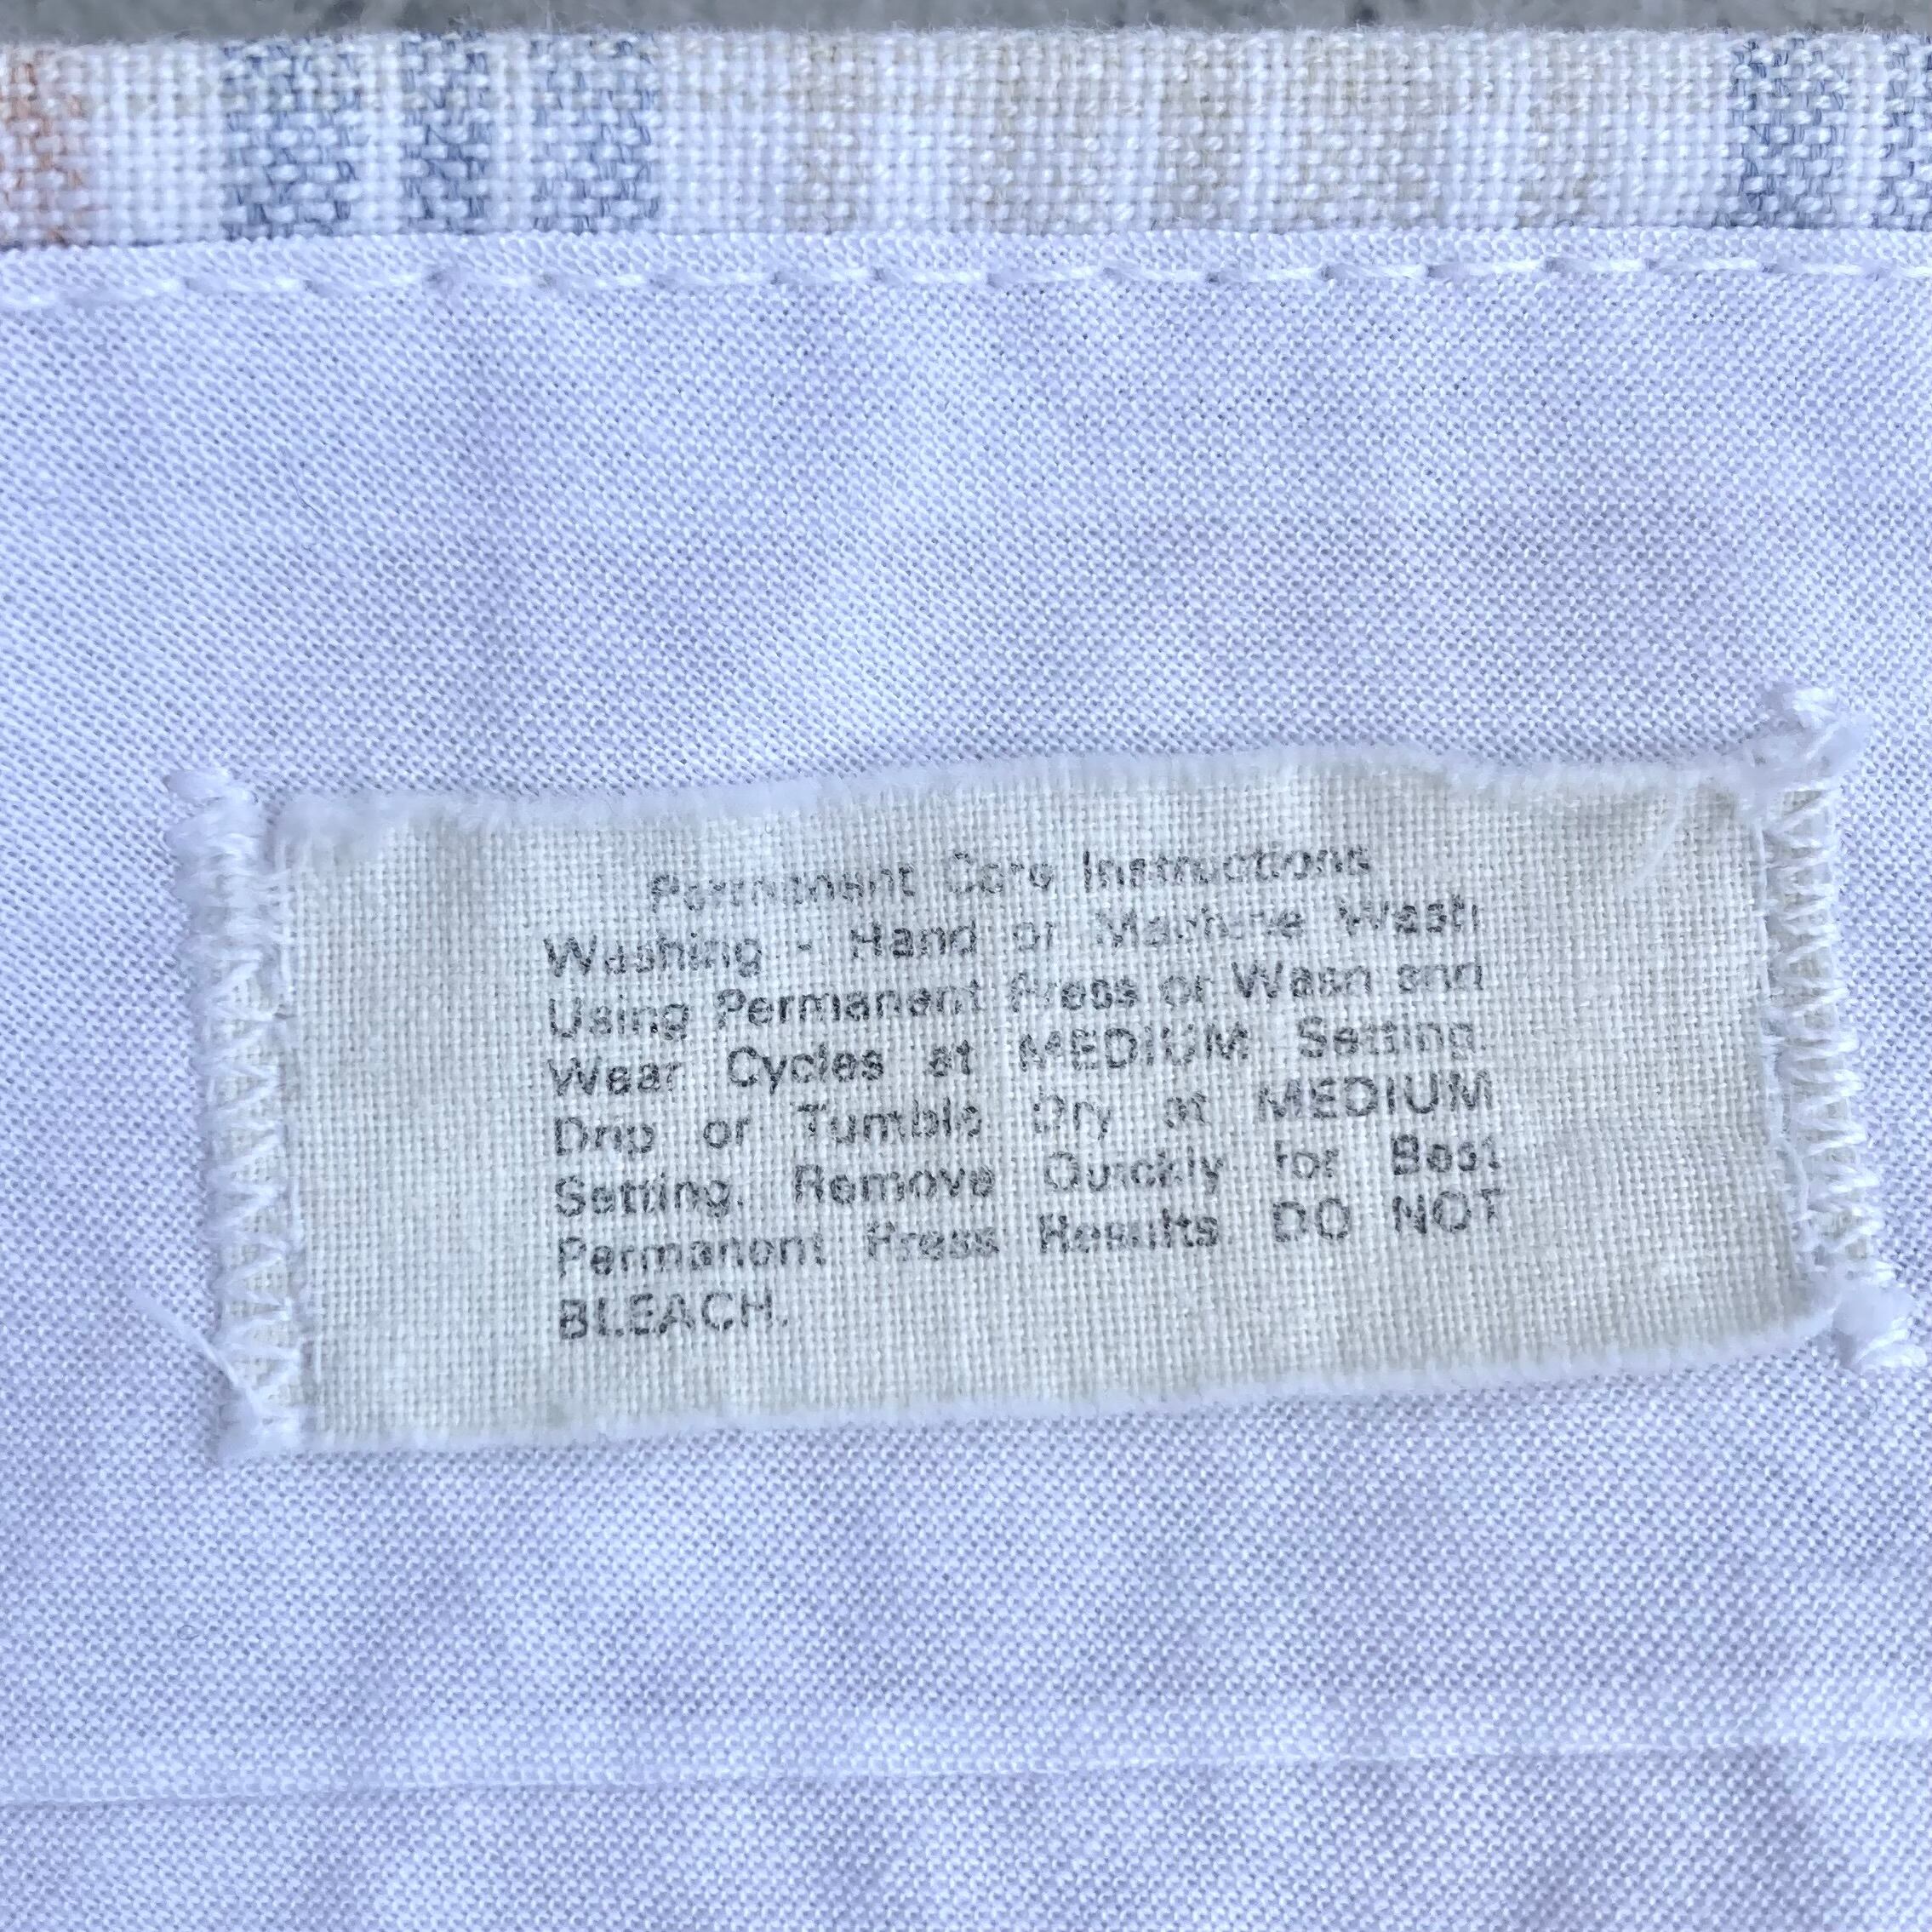 Permanent Care Instructions
Washing - Hand or Machine Wash
Using Permanent Press or Wash and
Wear Cycles at MEDIUM Setting.
Drip or Tumble Dry at MEDIUM
Setting. Remove Quickly for Best
Permanent Press Results DO NOT
BLEACH.